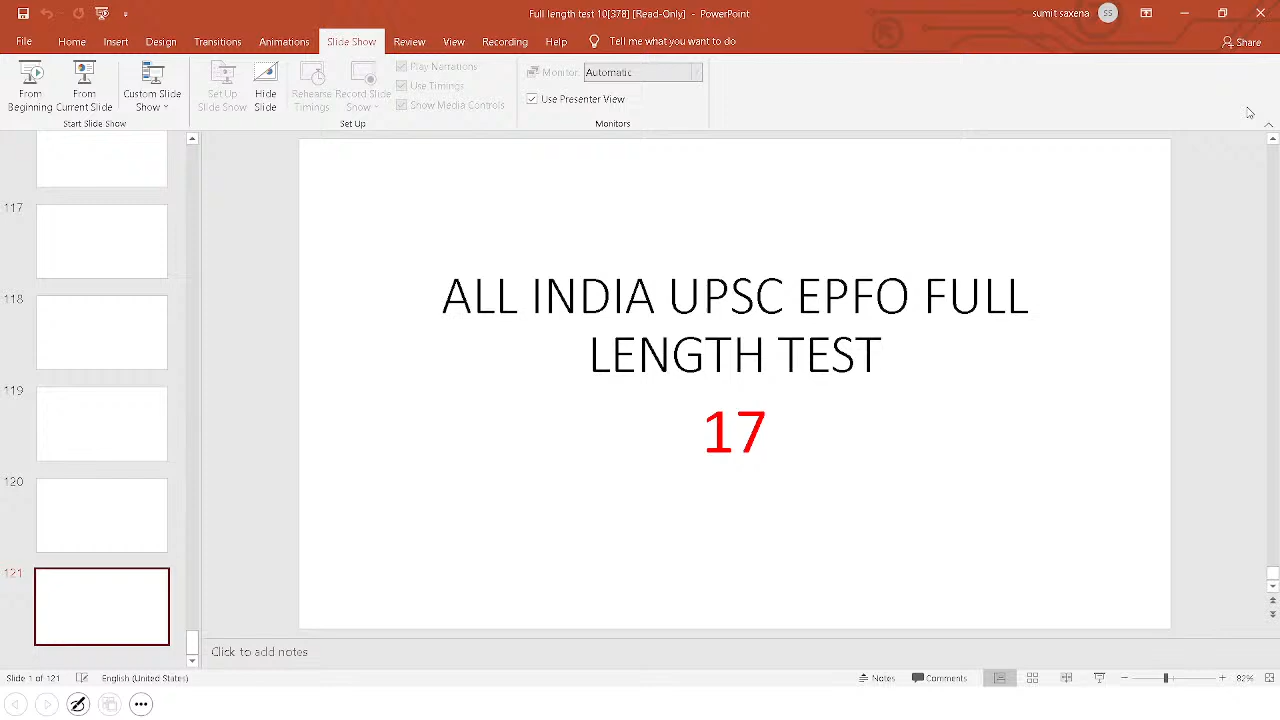 Full length test 10[378] [Read-Only] - PowerPoint
sumit saxena
SS
File Home Insert Design Transitions Animations Slide Show Review View Recording Help Tell me what you want to do
Share
From Beginning
From Current Slide
Custom Slide Show
Start Slide Show
Set Up Slide Show
Hide Slide
Rehearse Timings
Record Slide Show
Play Narrations
Use Timings
Show Media Controls
Set Up
Monitor: Automatic
Use Presenter View
Monitors
117
118
119
120
121
ALL INDIA UPSC EPFO FULL
LENGTH TEST
17
Click to add notes
Slide 1 of 121
English (United States)
Notes
Comments
82%